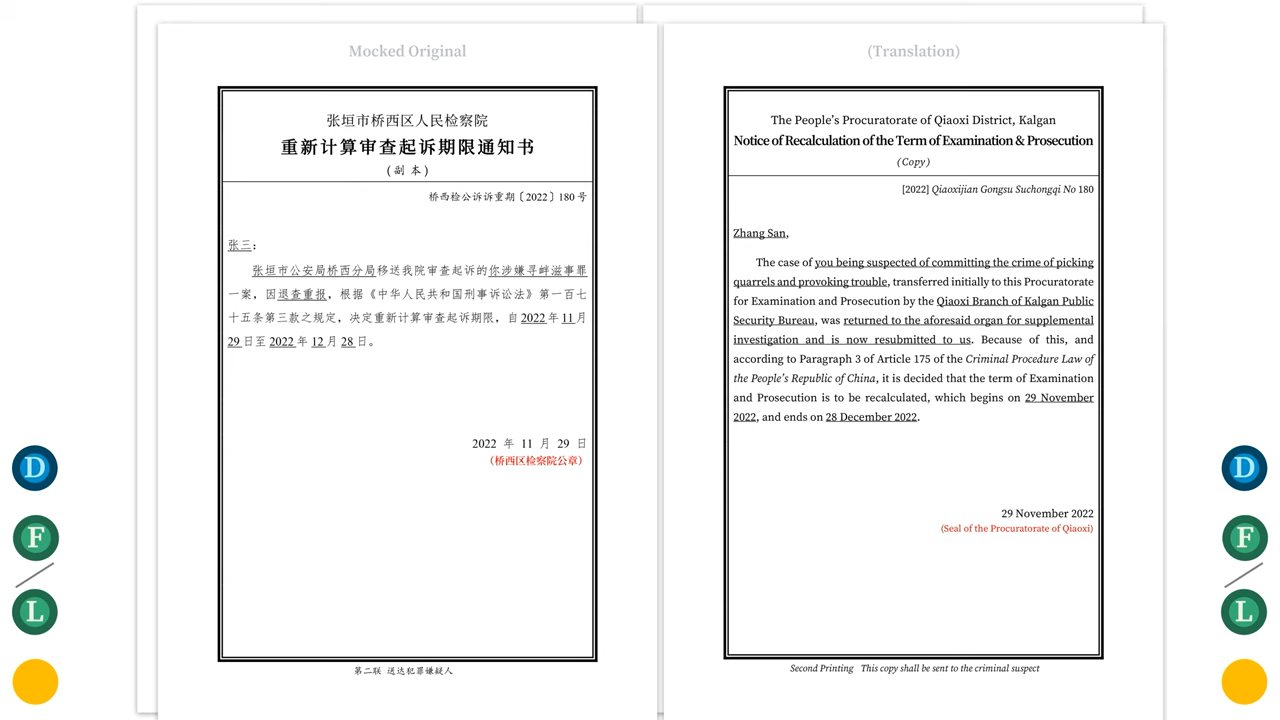 Mocked Original
张垣市桥西区人民检察院
重新计算审查起诉期限通知书
(副本)
桥西检公诉诉重期〔2022〕180号
张三：
张垣市公安局桥西分局移送我院审查起诉的你涉嫌寻衅滋事罪
一案，因退查重报，根据《中华人民共和国刑事诉讼法》第一百七
十五条第三款之规定，决定重新计算审查起诉期限，自2022年11月
29日至2022年12月28日。
2022 年 11 月 29 日
（桥西区检察院公章）
第二联 送达犯罪嫌疑人
(Translation)
The People’s Procuratorate of Qiaoxi District, Kalgan
Notice of Recalculation of the Term of Examination & Prosecution
(Copy)
[2022] Qiaoxijian Gongsu Suchongqi No 180
Zhang San,
The case of you being suspected of committing the crime of picking
quarrels and provoking trouble, transferred initially to this Procuratorate
for Examination and Prosecution by the Qiaoxi Branch of Kalgan Public
Security Bureau, was returned to the aforesaid organ for supplemental
investigation and is now resubmitted to us. Because of this, and
according to Paragraph 3 of Article 175 of the Criminal Procedure Law of
the People’s Republic of China, it is decided that the term of Examination
and Prosecution is to be recalculated, which begins on 29 November
2022, and ends on 28 December 2022.
29 November 2022
(Seal of the Procuratorate of Qiaoxi)
Second Printing This copy shall be sent to the criminal suspect
D
F
L
D
F
L